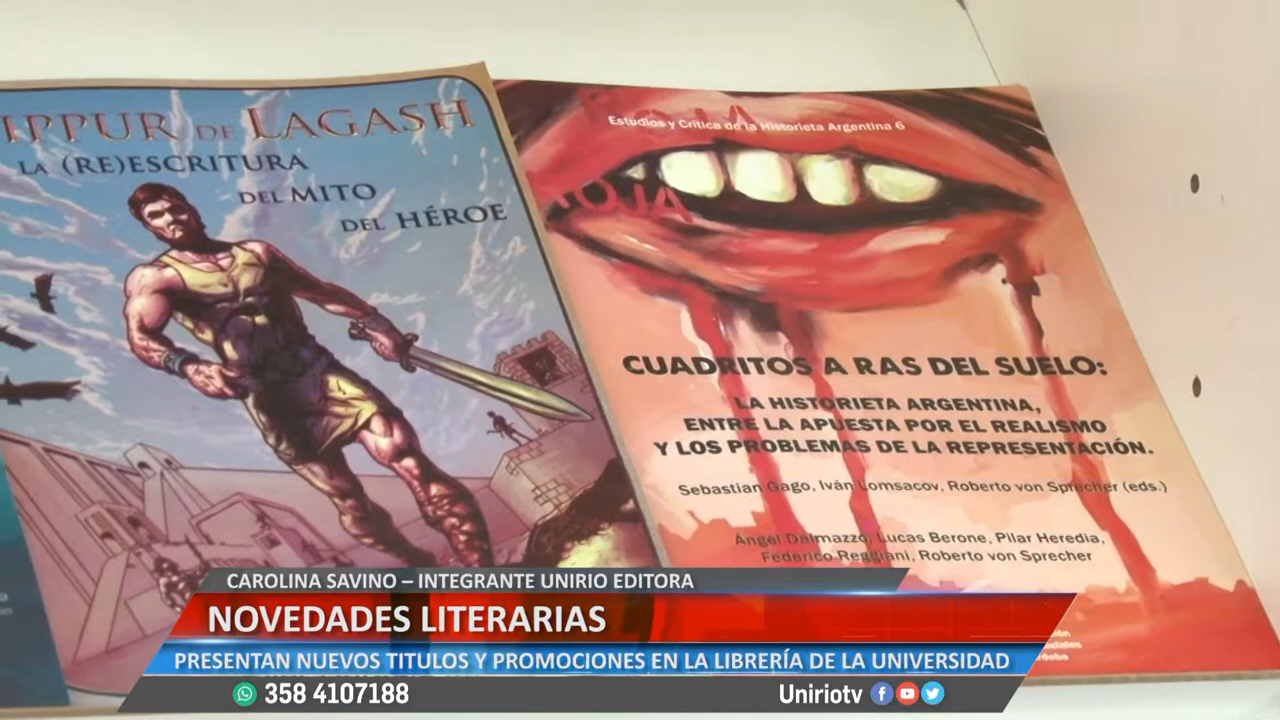 IPPUR DE LAGASH
LA (RE)ESCRITURA
DEL MITO
DEL HÉROE
Estudios y Crítica de la Historieta Argentina 6
CUADRITOS A RAS DEL SUELO:
LA HISTORIETA ARGENTINA,
ENTRE LA APUESTA POR EL REALISMO
Y LOS PROBLEMAS DE LA REPRESENTACIÓN.
Sebastian Gago, Iván Lomsacov, Roberto von Sprecher (eds.)
Ángel Dalmazzo, Lucas Berone, Pilar Heredia,
Federico Reggiani, Roberto von Sprecher
CAROLINA SAVINO – INTEGRANTE UNIRIO EDITORA
NOVEDADES LITERARIAS
PRESENTAN NUEVOS TITULOS Y PROMOCIONES EN LA LIBRERÍA DE LA UNIVERSIDAD
358 4107188
Uniriotv